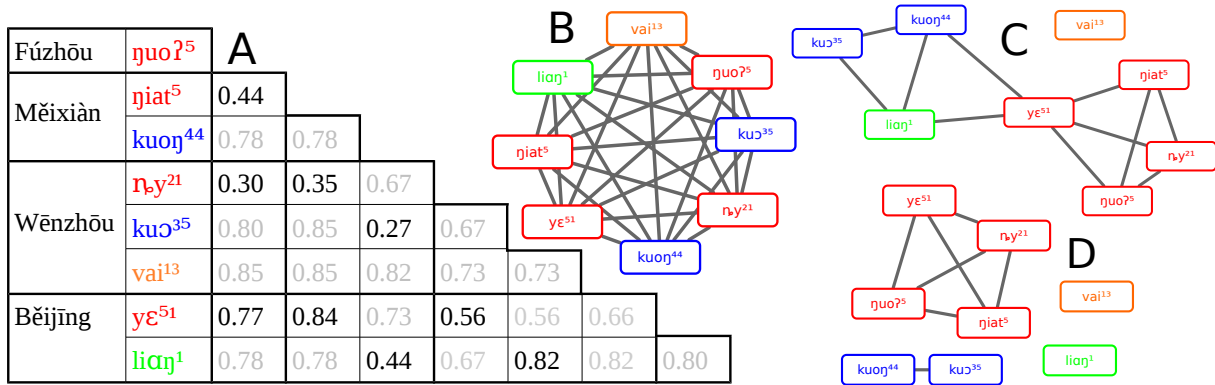 Fúzhōu ŋuoʔ⁵ A
Měixiàn ŋiat⁵ 0.44
kuoŋ⁴⁴ 0.78 0.78
Wēnzhōu ȵy²¹ 0.30 0.35 0.67
kuɔ³⁵ 0.80 0.85 0.27 0.67
vai¹³ 0.85 0.85 0.82 0.73 0.73
Běijīng yɛ⁵¹ 0.77 0.84 0.73 0.56 0.56 0.66
liɑŋ¹ 0.78 0.78 0.44 0.67 0.82 0.82 0.80
B
vai¹³
liɑŋ¹
ŋuoʔ⁵
kuɔ³⁵
ŋiat⁵
yɛ⁵¹
ȵy²¹
kuoŋ⁴⁴
C
kuoŋ⁴⁴
vai¹³
kuɔ³⁵
ŋiat⁵
yɛ⁵¹
liɑŋ¹
ȵy²¹
ŋuoʔ⁵
D
yɛ⁵¹
ȵy²¹
ŋuoʔ⁵
vai¹³
ŋiat⁵
kuoŋ⁴⁴
kuɔ³⁵
liɑŋ¹